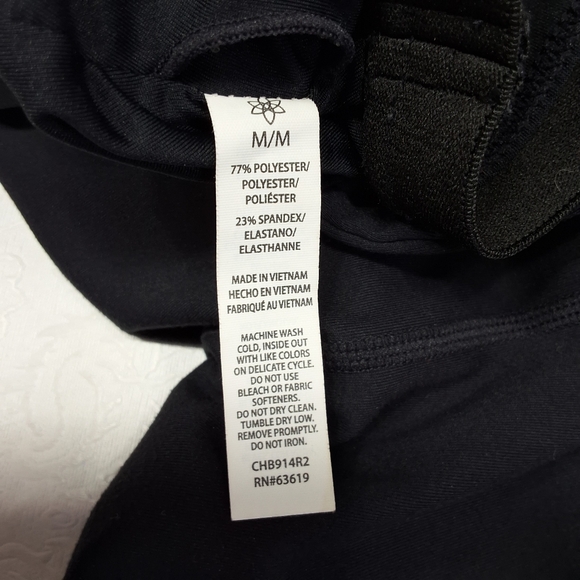 M/M
77% POLYESTER/
POLYESTER/
POLIÉSTER
23% SPANDEX/
ELASTANO/
ELASTHANNE
MADE IN VIETNAM
HECHO EN VIETNAM
FABRIQUÉ AU VIETNAM
MACHINE WASH
COLD, INSIDE OUT
WITH LIKE COLORS
ON DELICATE CYCLE.
DO NOT USE
BLEACH OR FABRIC
SOFTENERS.
DO NOT DRY CLEAN.
TUMBLE DRY LOW.
REMOVE PROMPTLY.
DO NOT IRON.
CHB914R2
RN#63619